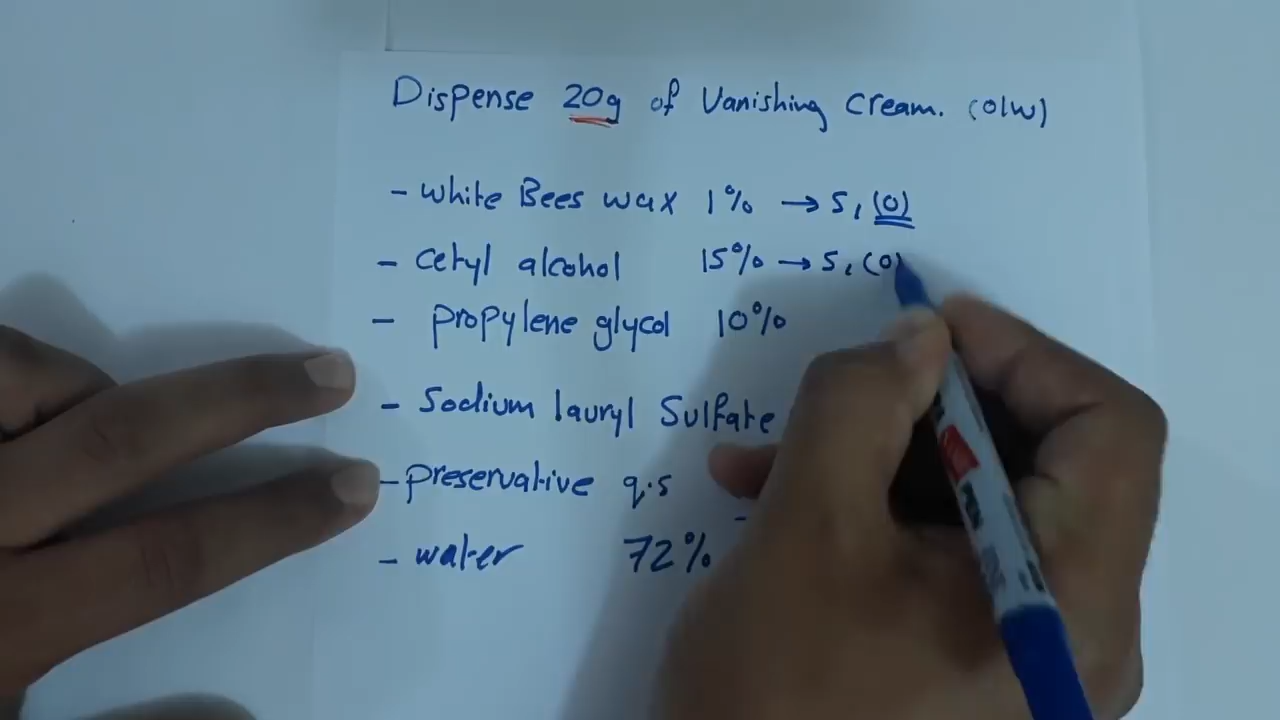 Dispense 20g of Vanishing cream. (O/W)
- white Bees wax 1% → S, (O)
- cetyl alcohol 15% → S, (O)
- propylene glycol 10%
- Sodium lauryl Sulfate
- preservative q.s
- water 72%